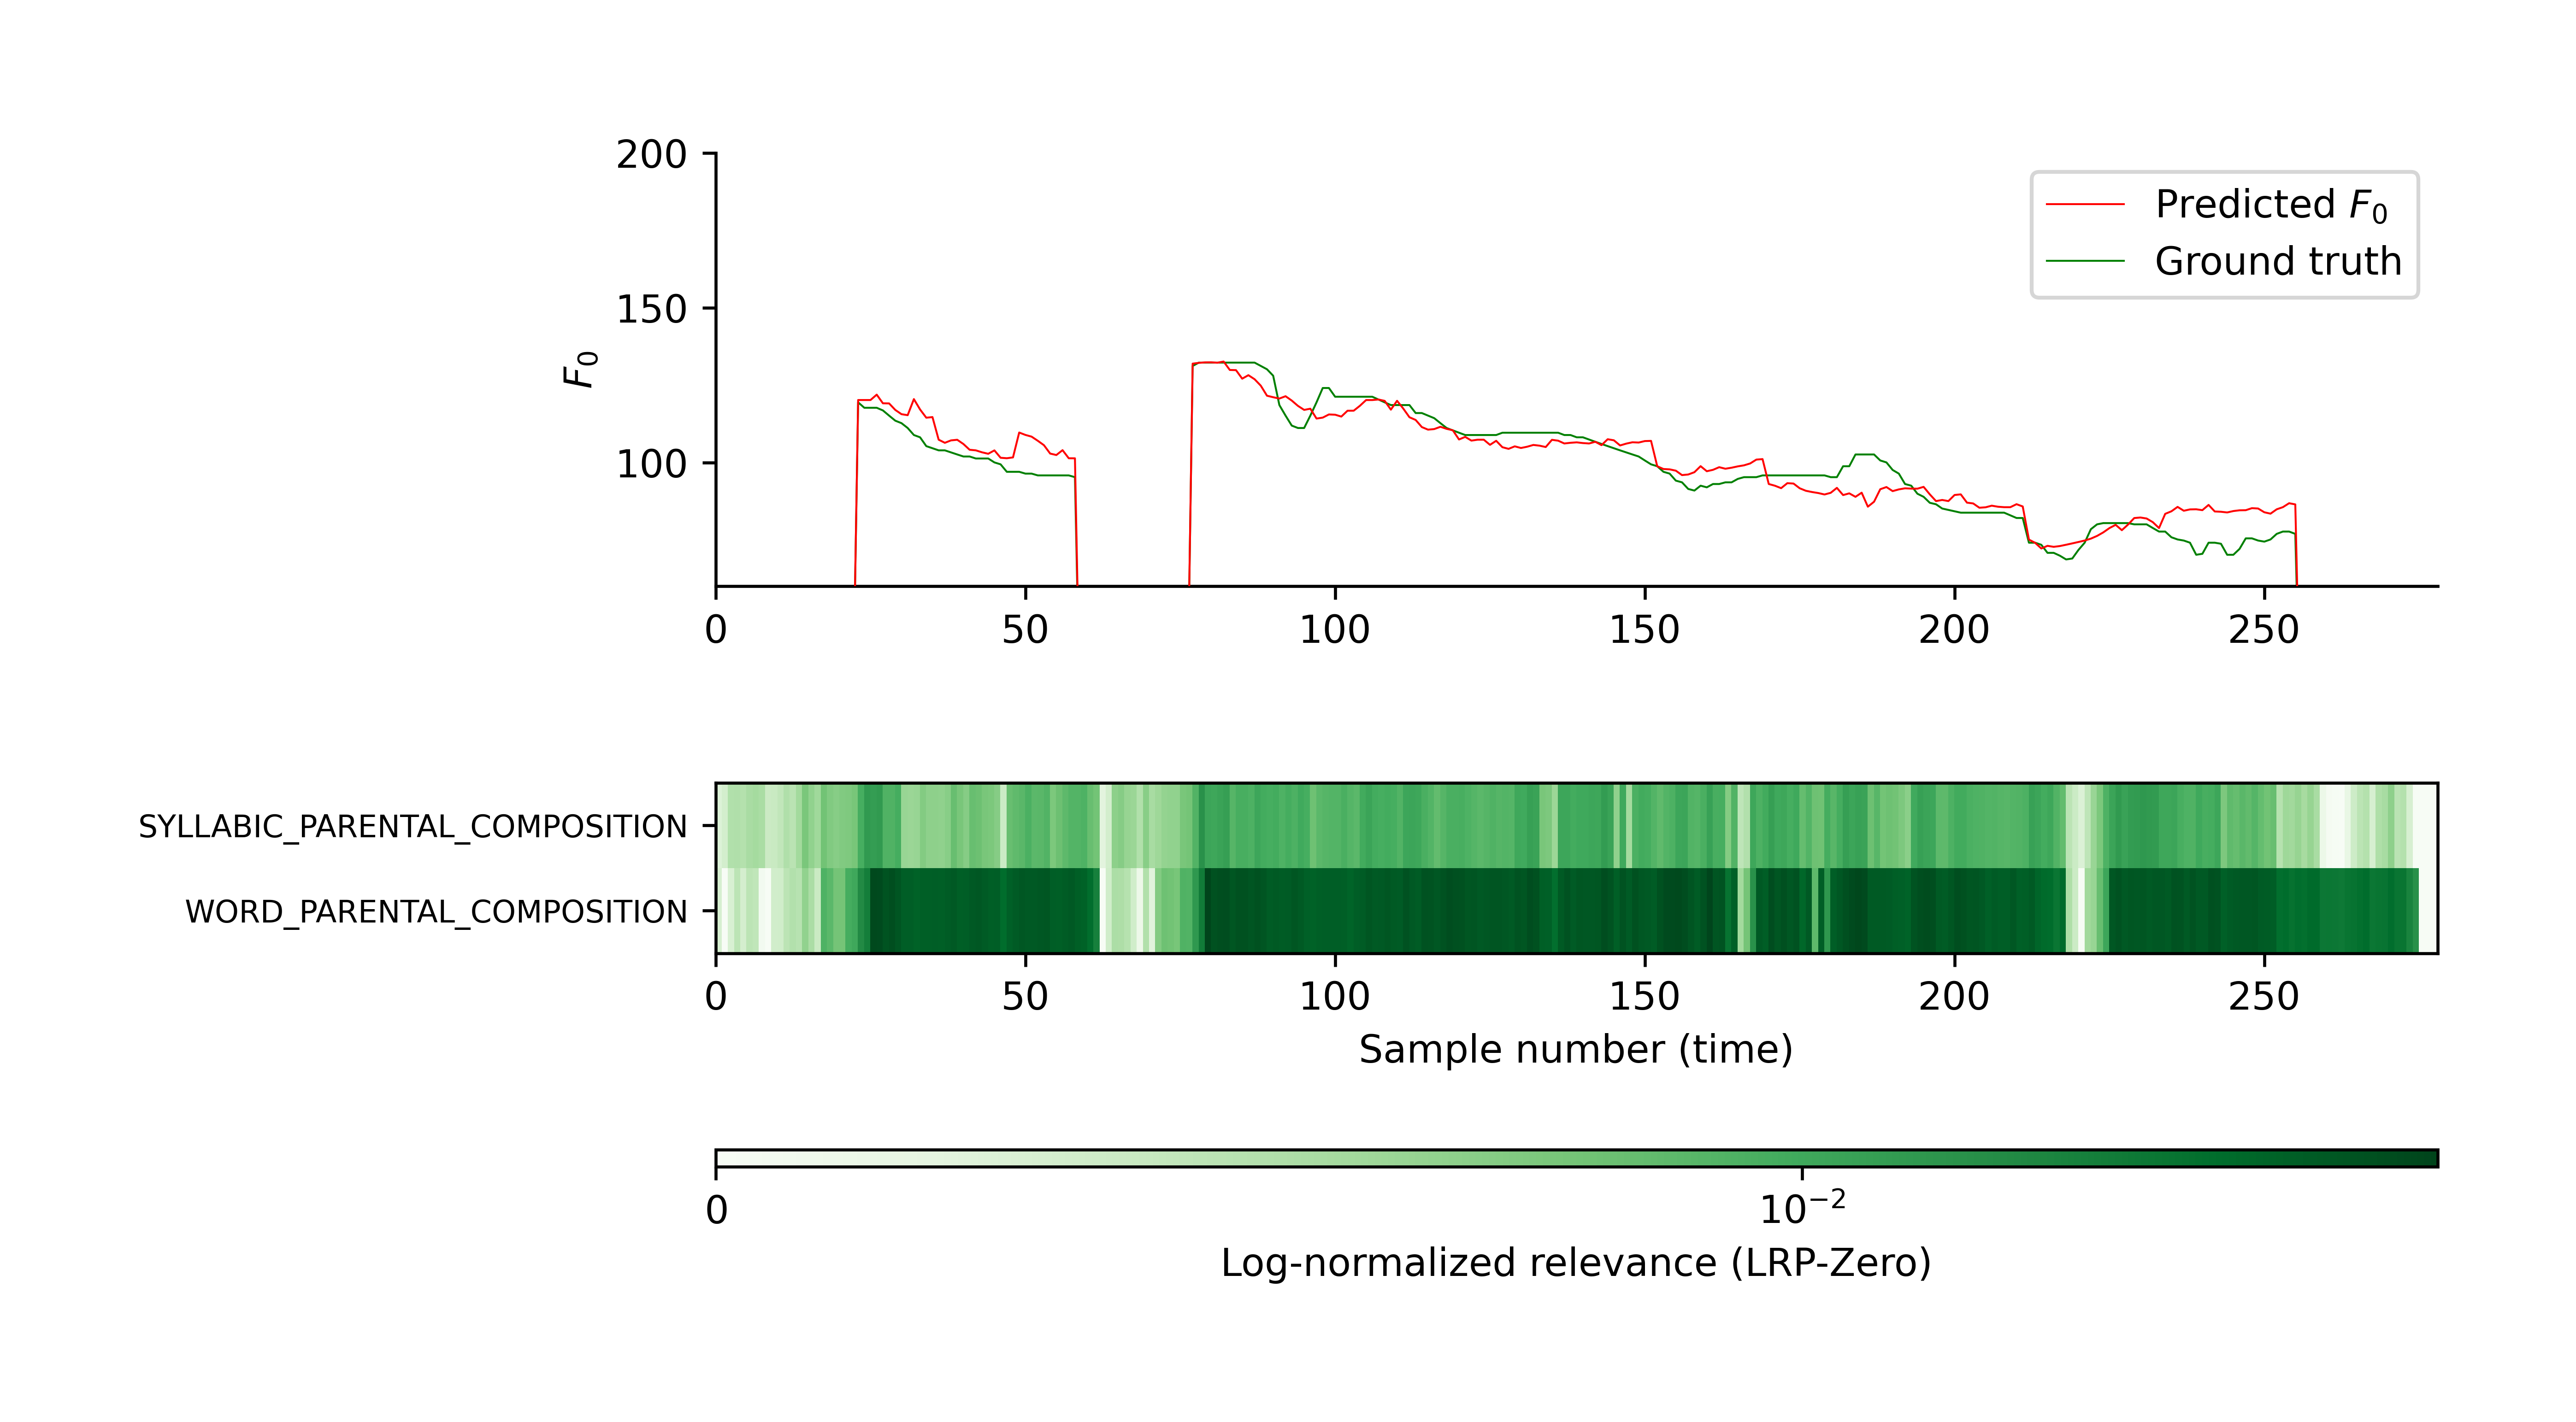 200
150
100
F₀
Predicted F₀
Ground truth
0 50 100 150 200 250
SYLLABIC_PARENTAL_COMPOSITION
WORD_PARENTAL_COMPOSITION
0 50 100 150 200 250
Sample number (time)
0 10⁻²
Log-normalized relevance (LRP-Zero)